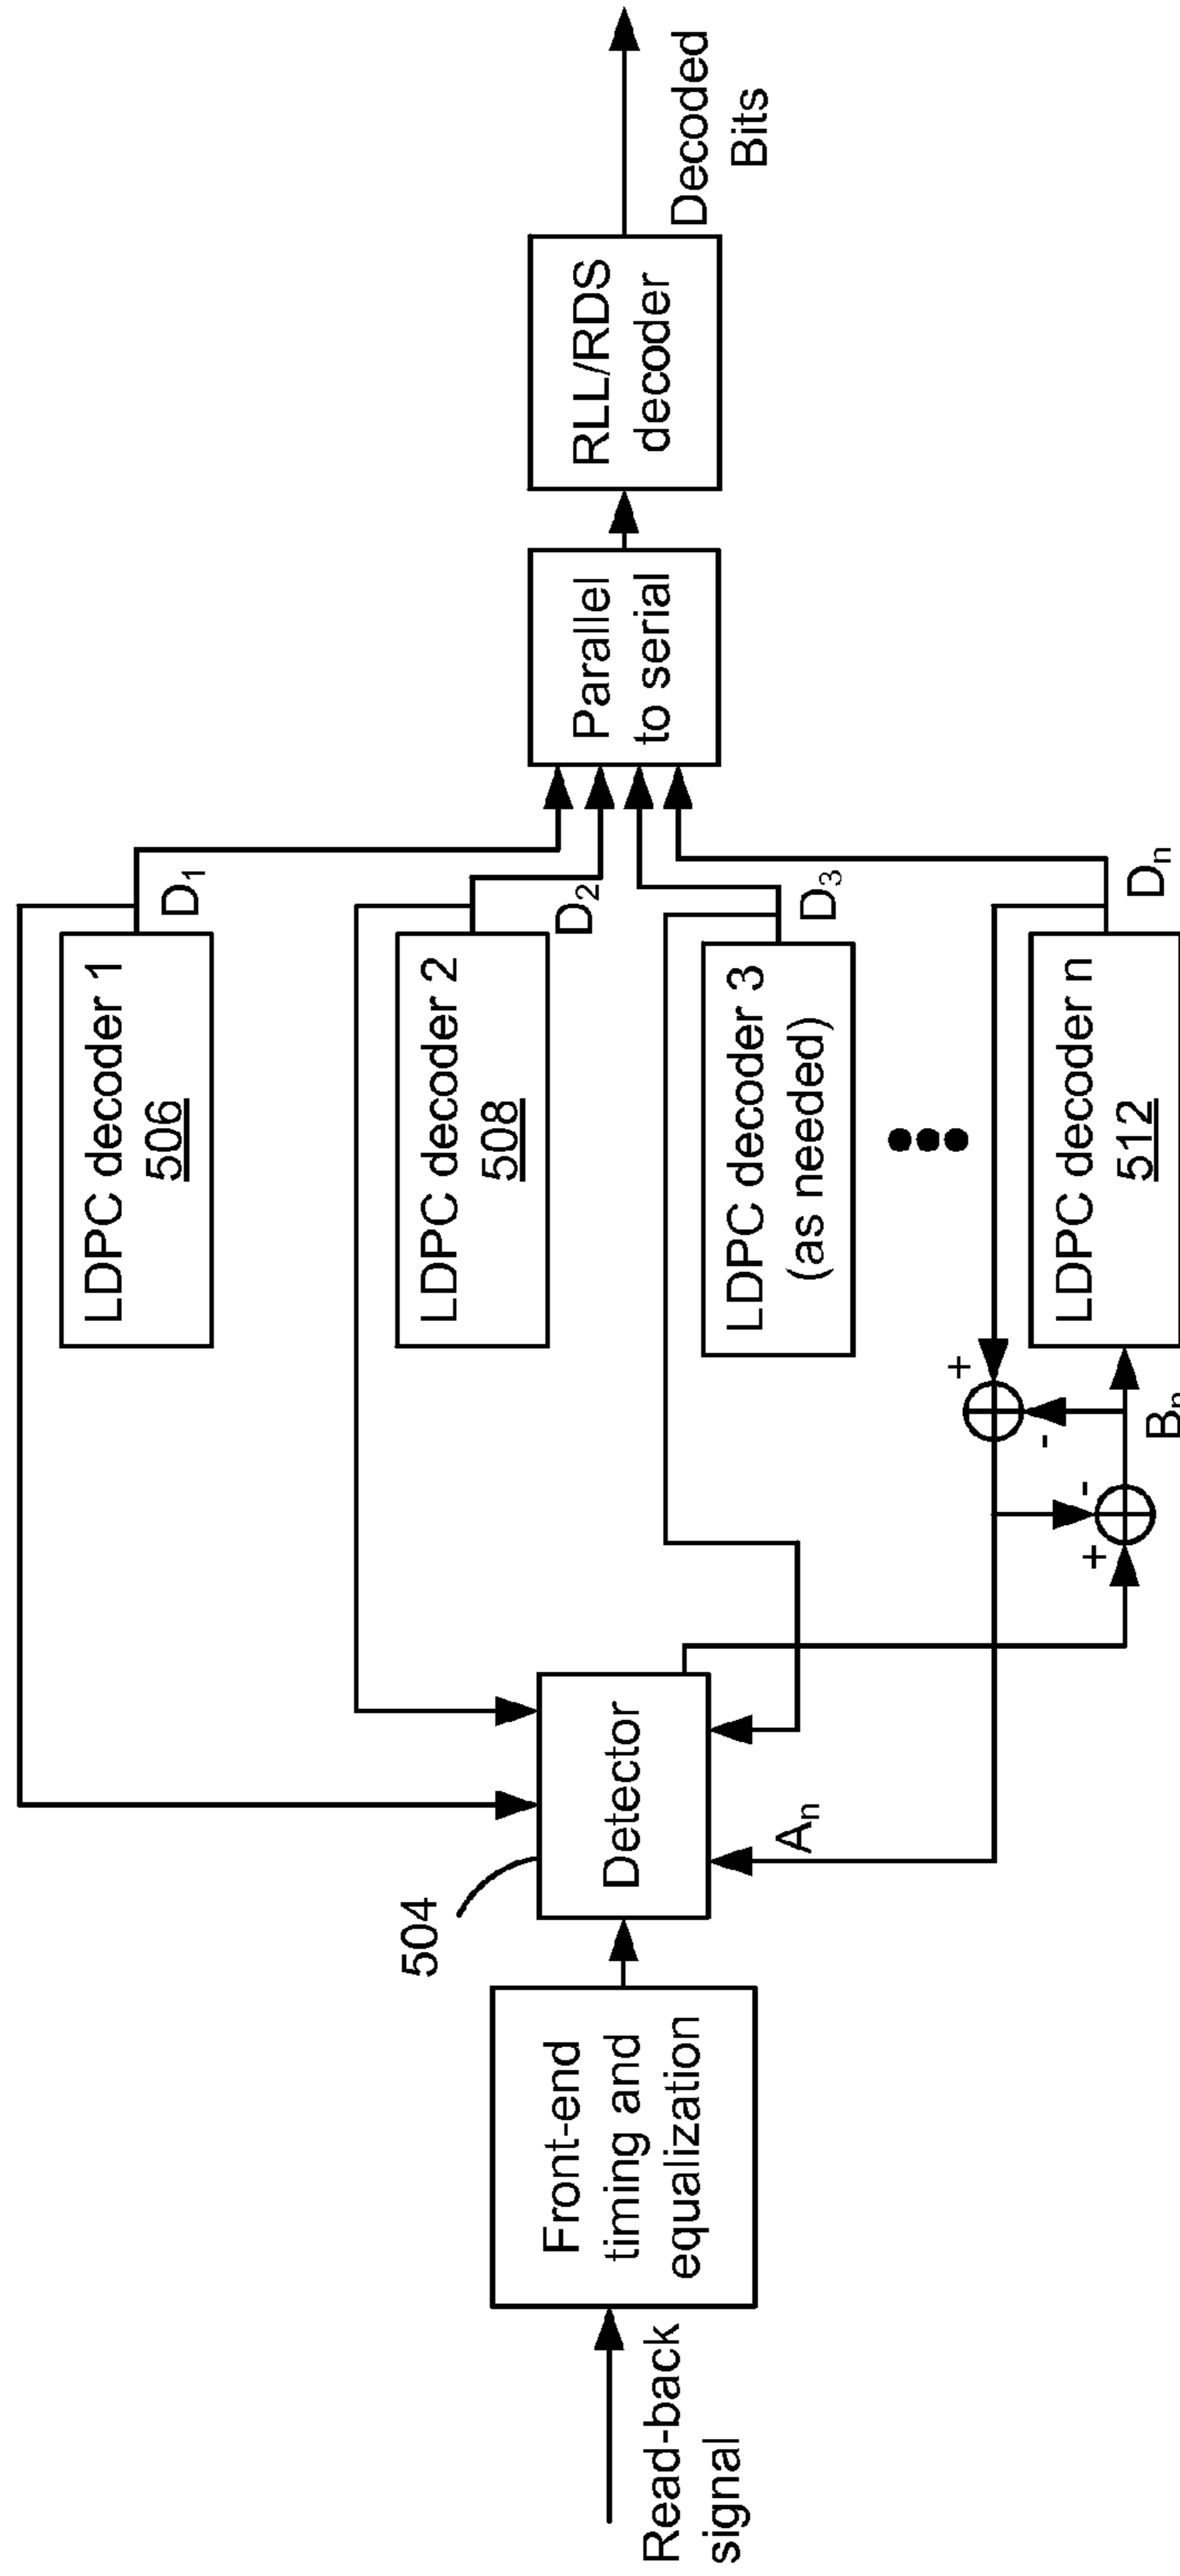 Read-back
signal
Front-end
timing and
equalization
504
Detector
LDPC decoder 1
506
D1
LDPC decoder 2
508
D2
LDPC decoder 3
(as needed)
D3
LDPC decoder n
512
Dn
An
Bn
+
-
+
-
Parallel
to serial
RLL/RDS
decoder
Decoded
Bits